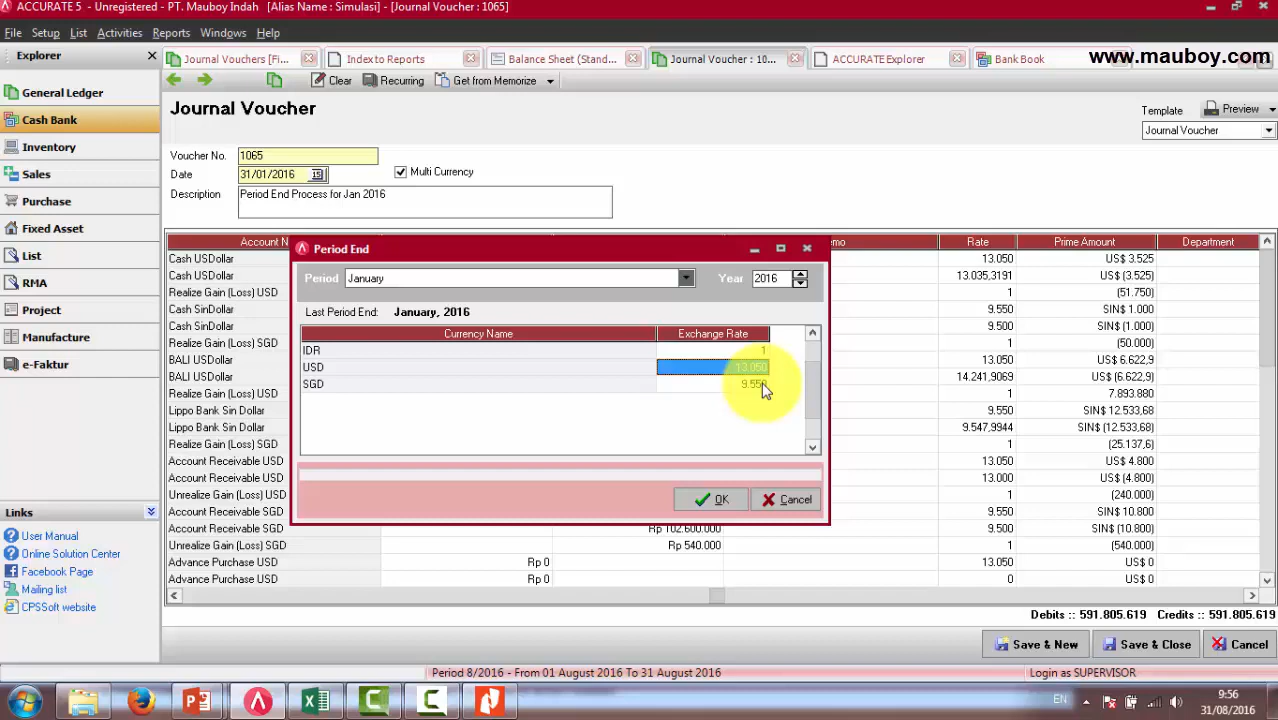 ACCURATE 5 - Unregistered - PT. Mauboy Indah [Alias Name : Simulasi] - [Journal Voucher : 1065]
File Setup List Activities Reports Windows Help
www.mauboy.com
Explorer
Journal Vouchers [Fi... Index to Reports Balance Sheet (Stand... Journal Voucher : 10... ACCURATE Explorer Bank Book
Clear Recurring Get from Memorize
General Ledger
Cash Bank
Inventory
Sales
Purchase
Fixed Asset
List
RMA
Project
Manufacture
e-Faktur
Links
User Manual
Online Solution Center
Facebook Page
Mailing list
CPSSoft website
Journal Voucher
Template Preview
Journal Voucher
Voucher No. 1065
Date 31/01/2016 15 Multi Currency
Description Period End Process for Jan 2016
Account N emo Rate Prime Amount Department
Cash USDollar 13.050 US$ 3.525
Cash USDollar 13.035,3191 US$ (3.525)
Realize Gain (Loss) USD 1 (51.750)
Cash SinDollar 9.550 SIN$ 1.000
Cash SinDollar 9.500 SIN$ (1.000)
Realize Gain (Loss) SGD 1 (50.000)
BALI USDollar 13.050 US$ 6.622,9
BALI USDollar 14.241,9069 US$ (6.622,9)
Realize Gain (Loss) USD 1 7.893.880
Lippo Bank Sin Dollar 9.550 SIN$ 12.533,68
Lippo Bank Sin Dollar 9.547,9944 SIN$ (12.533,68)
Realize Gain (Loss) SGD 1 (25.137,6)
Account Receivable USD 13.050 US$ 4.800
Account Receivable USD 13.000 US$ (4.800)
Unrealize Gain (Loss) USD 1 (240.000)
Account Receivable SGD 9.550 SIN$ 10.800
Account Receivable SGD Rp 102.600.000 9.500 SIN$ (10.800)
Unrealize Gain (Loss) SGD Rp 540.000 1 (540.000)
Advance Purchase USD Rp 0 13.050 US$ 0
Advance Purchase USD Rp 0 0 US$ 0
Period End
Period January Year 2016
Last Period End: January, 2016
Currency Name Exchange Rate
IDR 1
USD 13.050
SGD 9.550
OK Cancel
Debits :: 591.805.619 Credits :: 591.805.619
Save & New Save & Close Cancel
Period 8/2016 - From 01 August 2016 To 31 August 2016 Login as SUPERVISOR
EN 9:56
31/08/2016